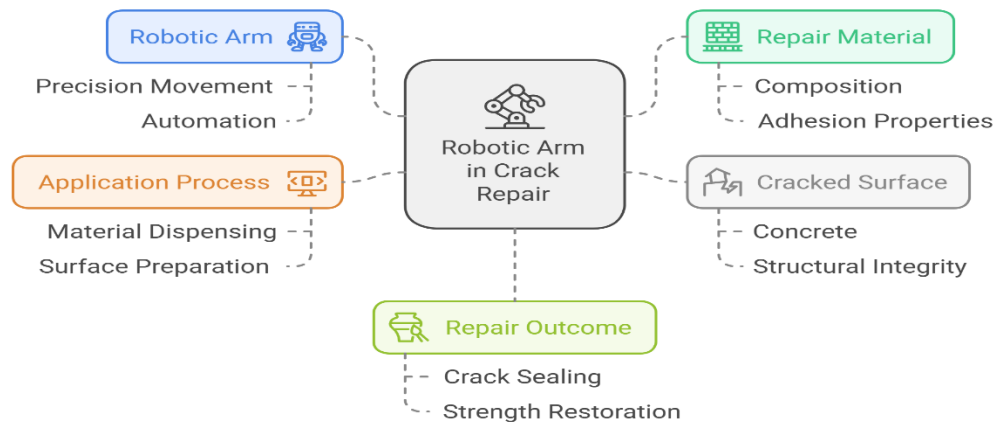 Robotic Arm
Precision Movement
Automation
Application Process
Material Dispensing
Surface Preparation
Robotic Arm
in Crack
Repair
Repair Material
Composition
Adhesion Properties
Cracked Surface
Concrete
Structural Integrity
Repair Outcome
Crack Sealing
Strength Restoration